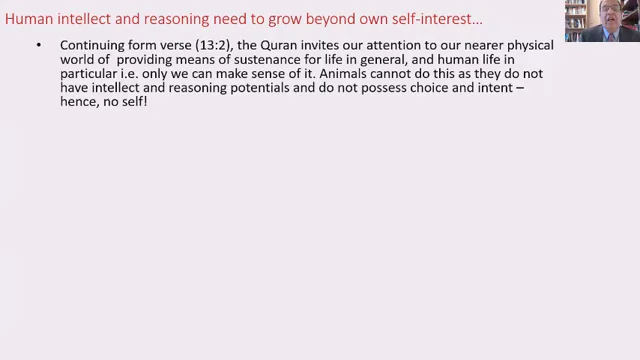 Human intellect and reasoning need to grow beyond own self-interest…
• Continuing form verse (13:2), the Quran invites our attention to our nearer physical
world of providing means of sustenance for life in general, and human life in
particular i.e. only we can make sense of it. Animals cannot do this as they do not
have intellect and reasoning potentials and do not possess choice and intent –
hence, no self!